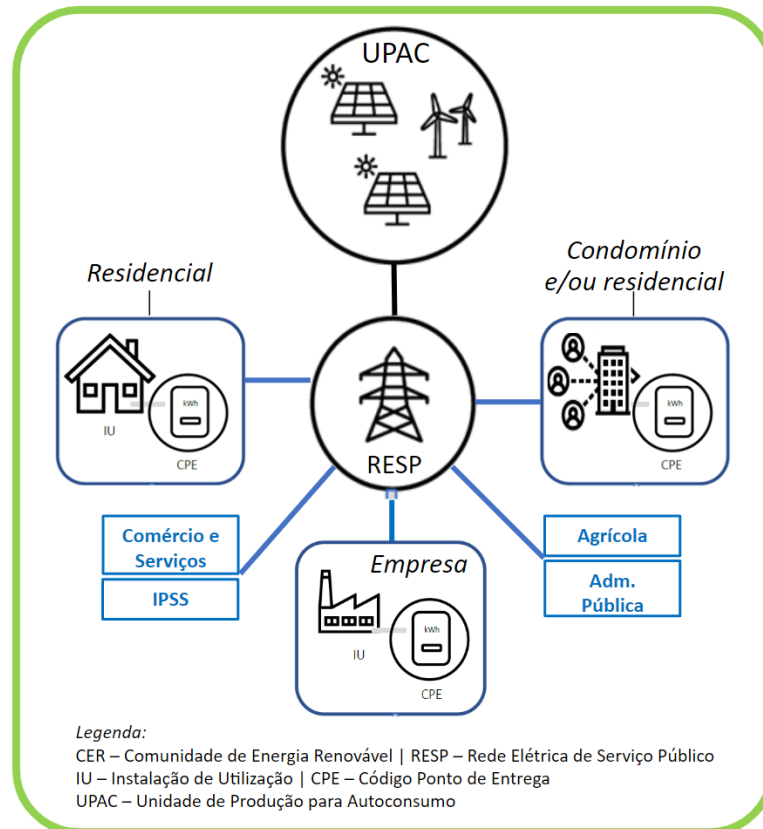 UPAC
Residencial
Condomínio
e/ou residencial
kWh
IU
CPE
RESP
kWh
CPE
Comércio e
Serviços
IPSS
Agrícola
Adm.
Pública
Empresa
kWh
IU
CPE
Legenda:
CER – Comunidade de Energia Renovável | RESP – Rede Elétrica de Serviço Público
IU – Instalação de Utilização | CPE – Código Ponto de Entrega
UPAC – Unidade de Produção para Autoconsumo